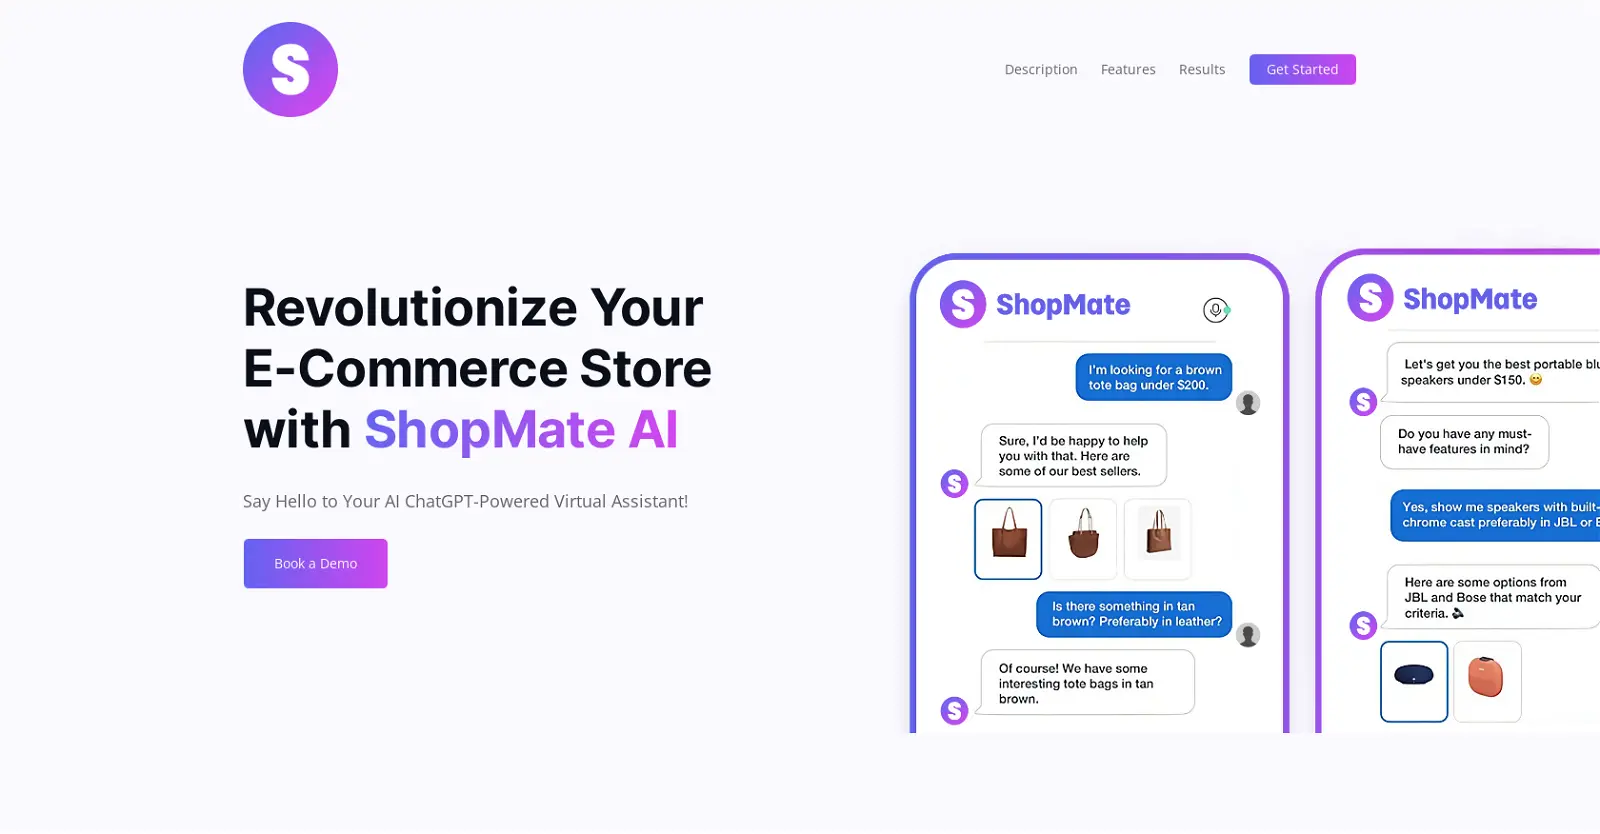 S
Description Features Results Get Started
Revolutionize Your
E-Commerce Store
with ShopMate AI
Say Hello to Your AI ChatGPT-Powered Virtual Assistant!
Book a Demo
S ShopMate
I'm looking for a brown
tote bag under $200.
Sure, I'd be happy to help
you with that. Here are
some of our best sellers.
S
Is there something in tan
brown? Preferably in leather?
Of course! We have some
interesting tote bags in tan
brown.
S
S ShopMate
Let's get you the best portable
speakers under $150. 😊
S
Do you have any must-
have features in mind?
Yes, show me speakers with built-
chrome cast preferably in JBL or
Here are some options from
JBL and Bose that match your
criteria. 🔊
S